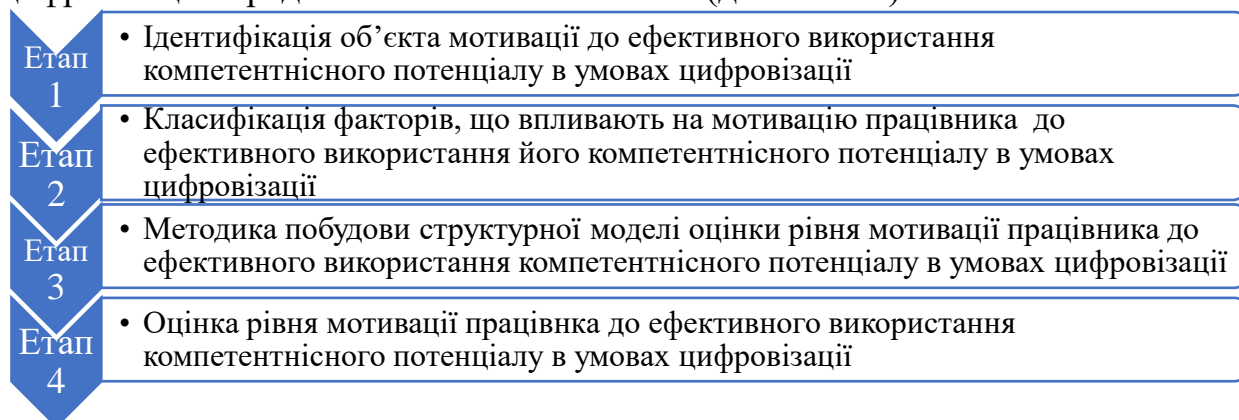 Етап
1
• Ідентифікація об’єкта мотивації до ефективного використання
компетентнісного потенціалу в умовах цифровізації
Етап
2
• Класифікація факторів, що впливають на мотивацію працівника до
ефективного використання його компетентнісного потенціалу в умовах
цифровізації
Етап
3
• Методика побудови структурної моделі оцінки рівня мотивації працівника до
ефективного використання компетентнісного потенціалу в умовах цифровізації
Етап
4
• Оцінка рівня мотивації працівнка до ефективного використання
компетентнісного потенціалу в умовах цифровізації